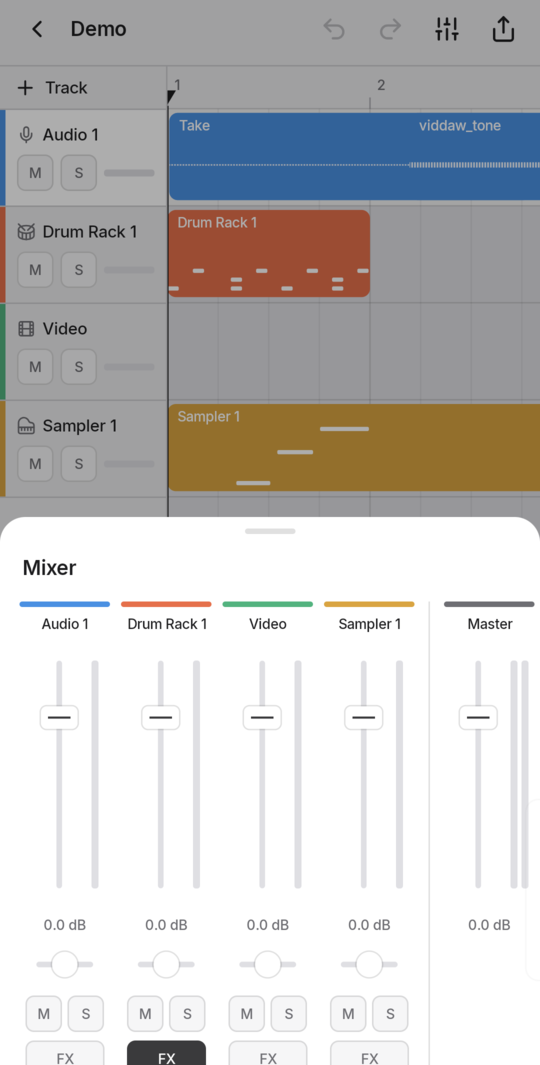 Demo
Track
1
2
Audio 1
M S
Take
viddaw_tone
Drum Rack 1
M S
Drum Rack 1
Video
M S
Sampler 1
M S
Sampler 1
Mixer
Audio 1
Drum Rack 1
Video
Sampler 1
Master
0.0 dB
0.0 dB
0.0 dB
0.0 dB
0.0 dB
M S
M S
M S
M S
FX
FX
FX
FX